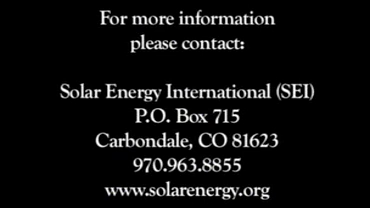 For more information
please contact:
Solar Energy International (SEI)
P.O. Box 715
Carbondale, CO 81623
970.963.8855
www.solarenergy.org